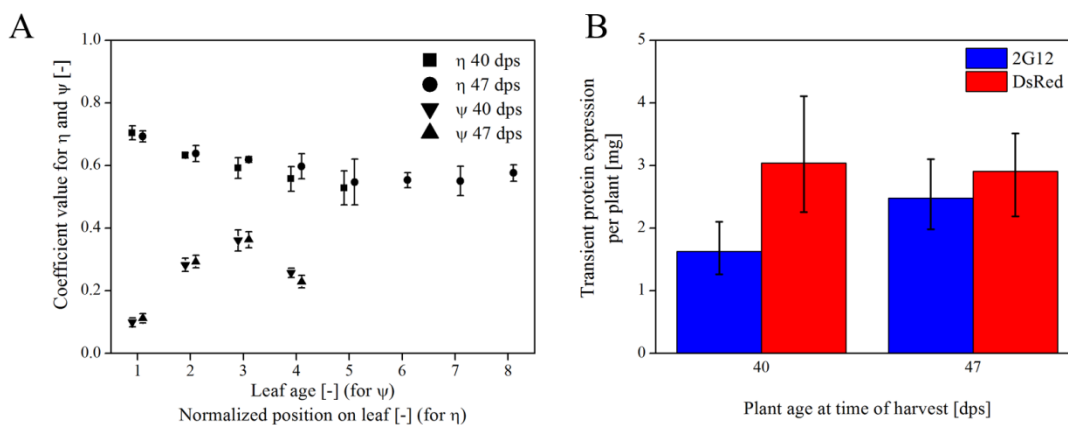 A
1.0
0.8
0.6
0.4
0.2
0.0
Coefficient value for η and ψ [-]
η 40 dps
η 47 dps
ψ 40 dps
ψ 47 dps
1 2 3 4 5 6 7 8
Leaf age [-] (for ψ)
Normalized position on leaf [-] (for η)
B
5
4
3
2
1
0
Transient protein expression
per plant [mg]
2G12
DsRed
40 47
Plant age at time of harvest [dps]